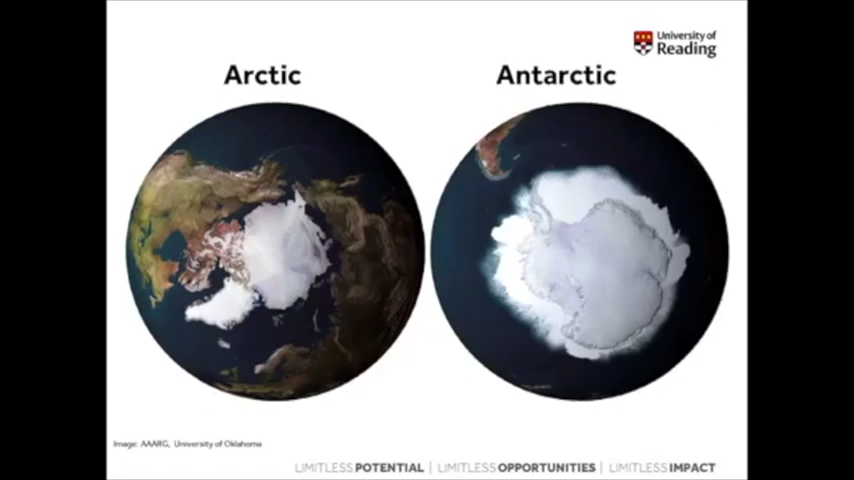 University of
Reading
Arctic
Antarctic
Image: AAARG, University of Oklahoma
LIMITLESS POTENTIAL | LIMITLESS OPPORTUNITIES | LIMITLESS IMPACT